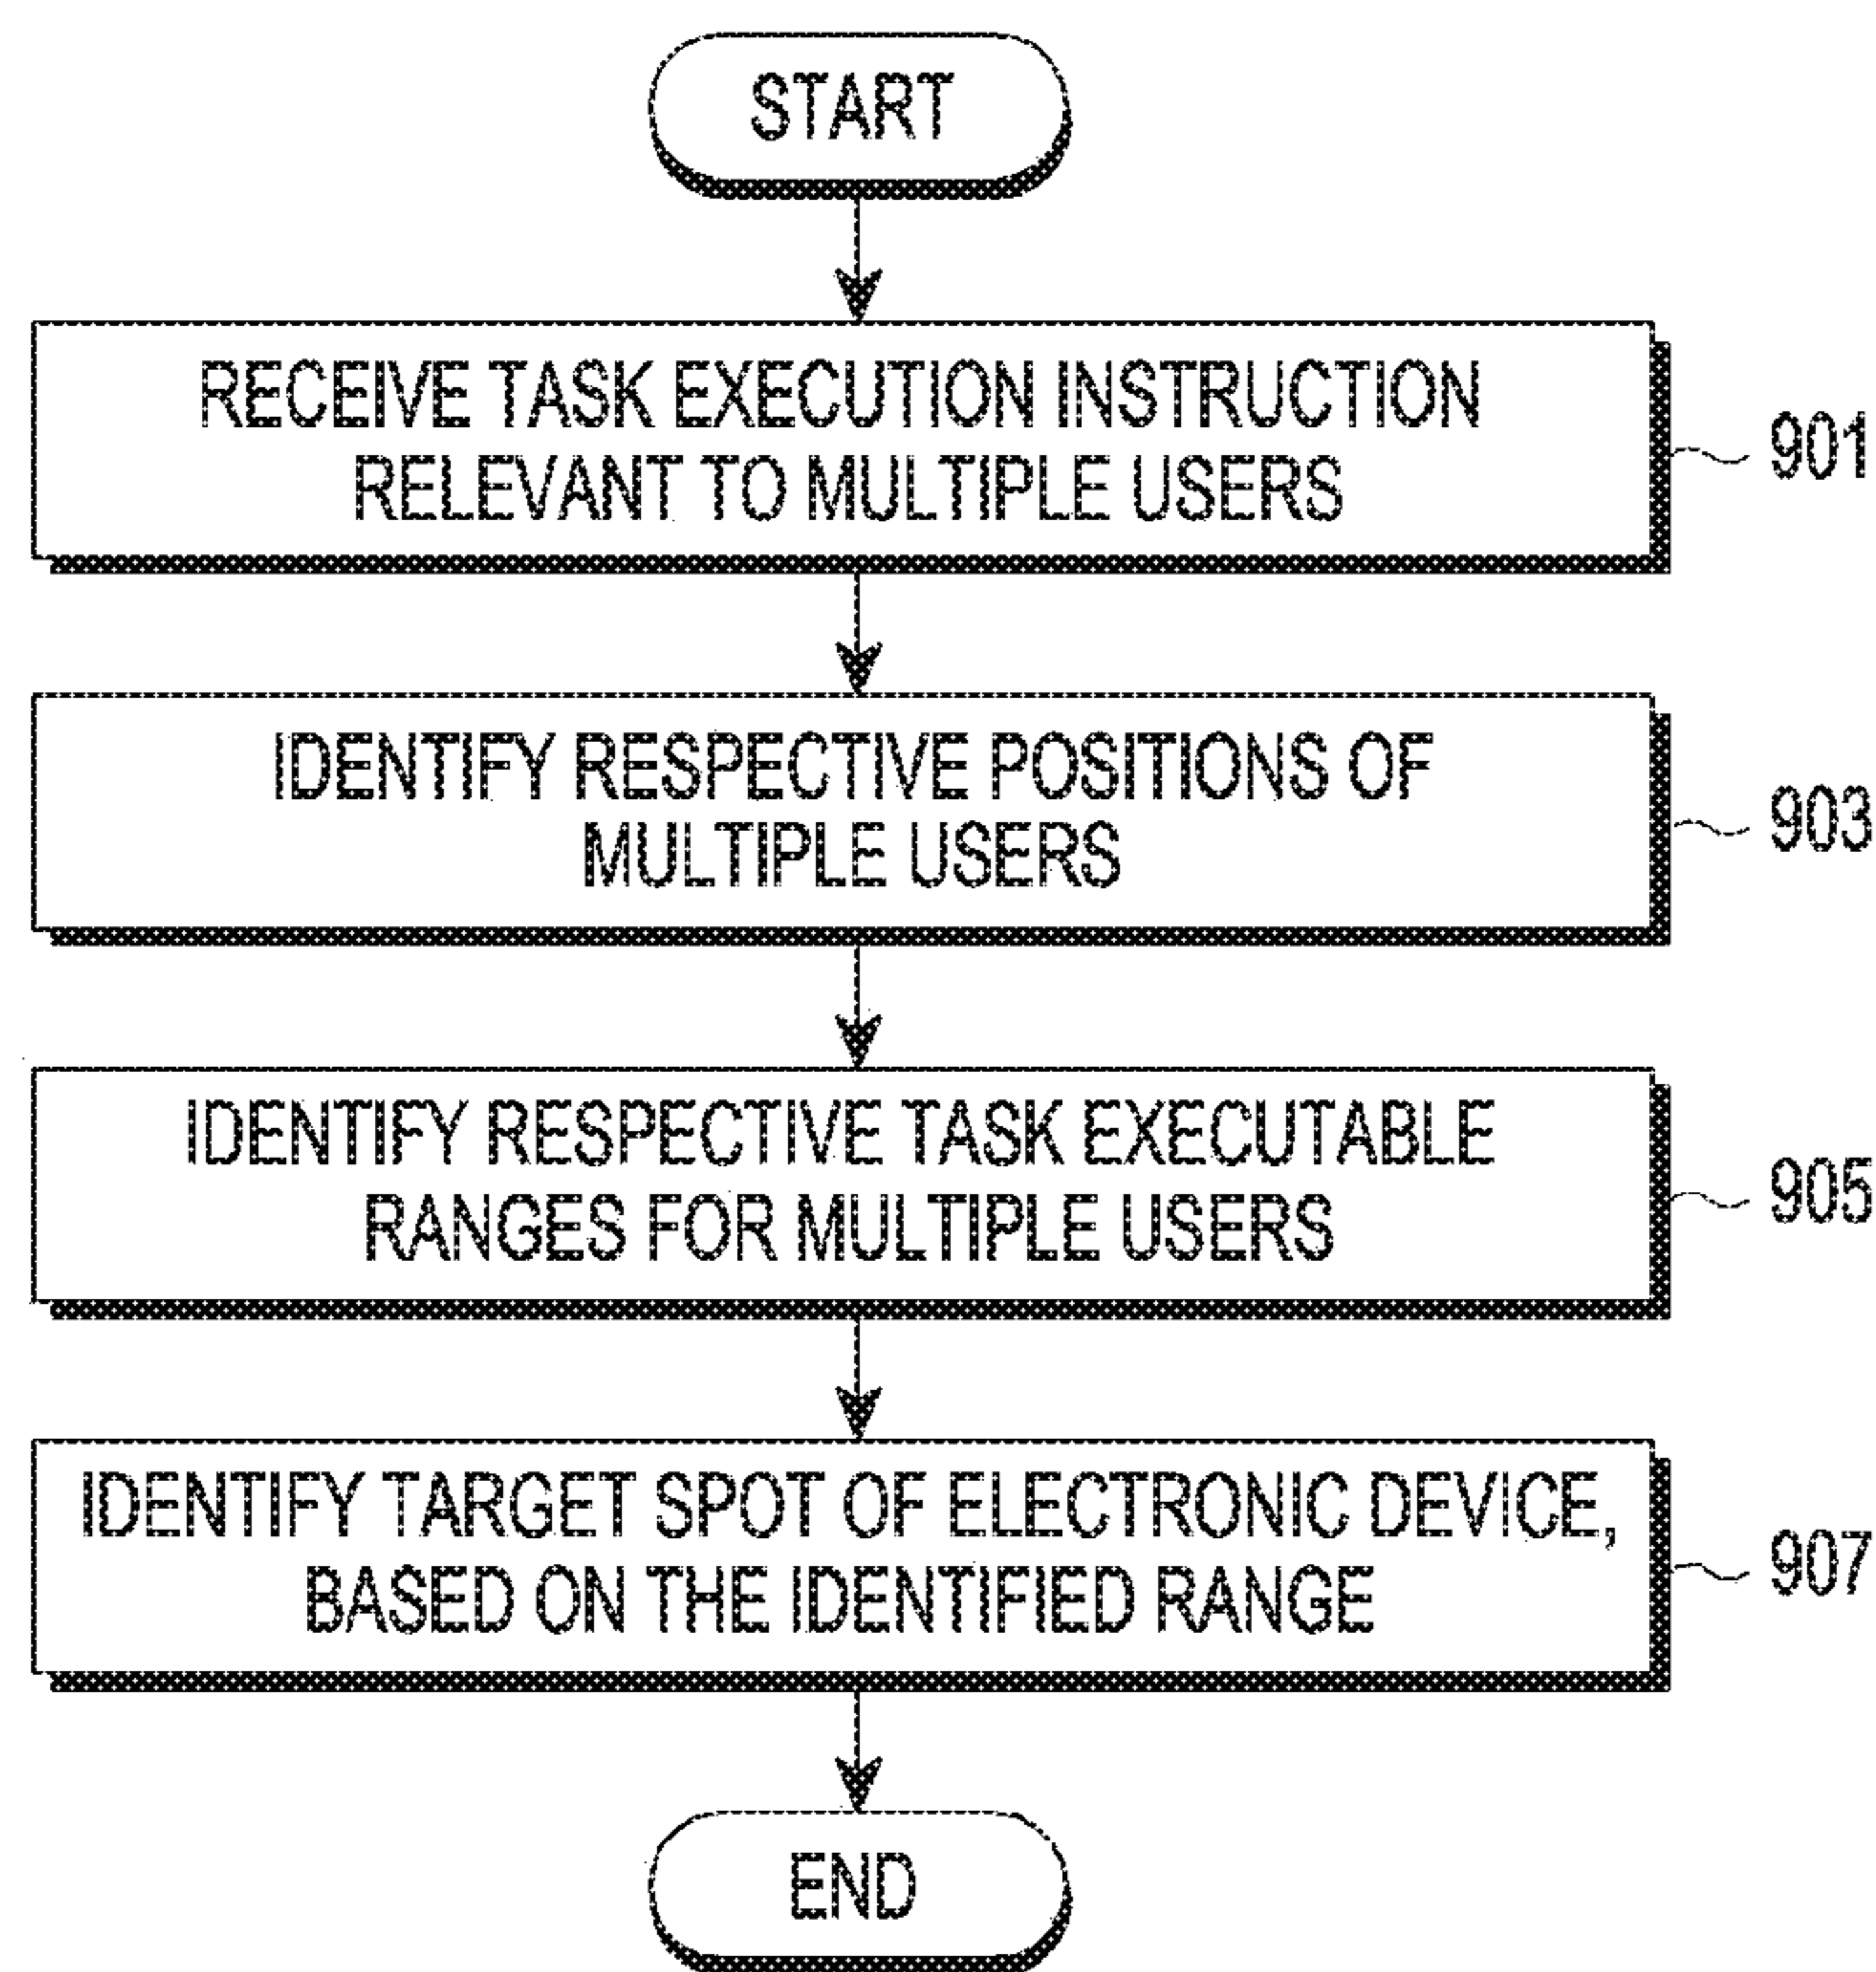 START
RECEIVE TASK EXECUTION INSTRUCTION
RELEVANT TO MULTIPLE USERS
901
IDENTIFY RESPECTIVE POSITIONS OF
MULTIPLE USERS
903
IDENTIFY RESPECTIVE TASK EXECUTABLE
RANGES FOR MULTIPLE USERS
905
IDENTIFY TARGET SPOT OF ELECTRONIC DEVICE,
BASED ON THE IDENTIFIED RANGE
907
END